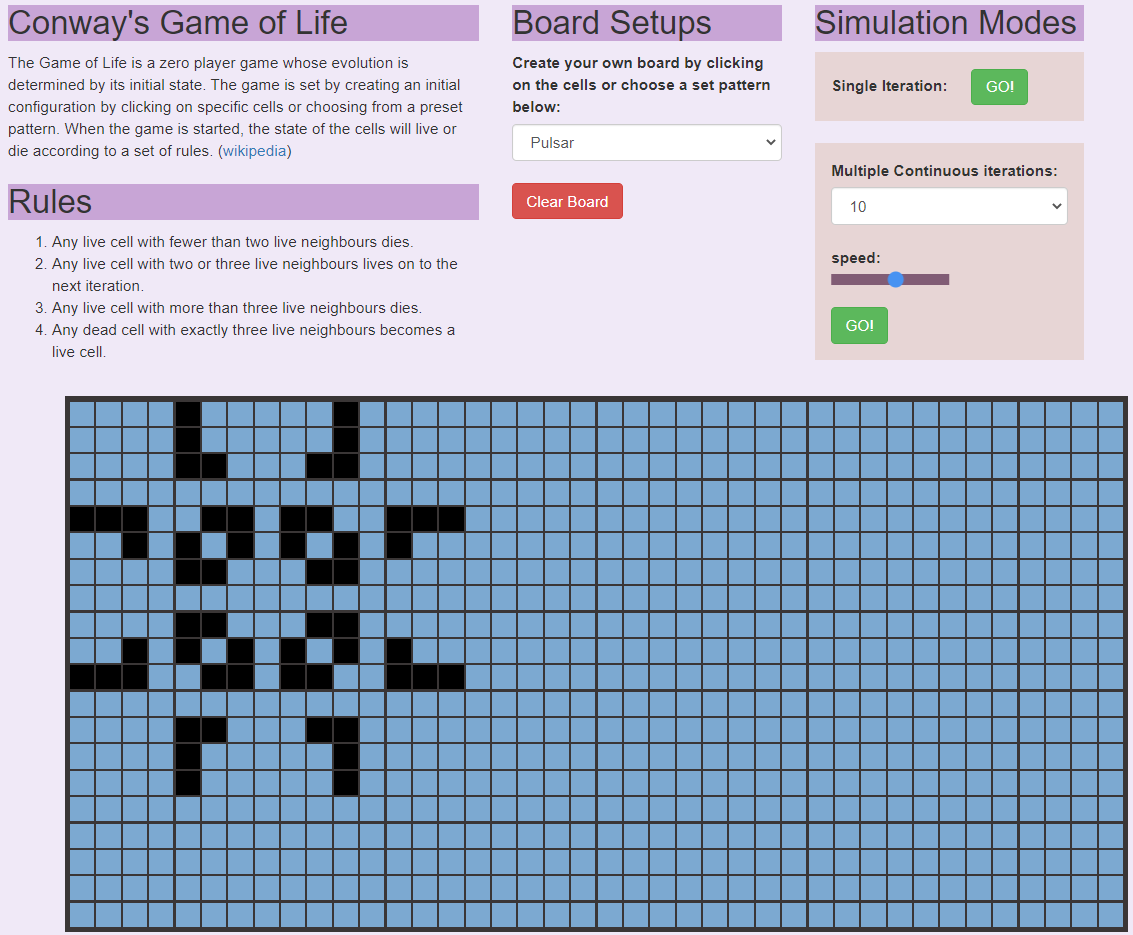 Conway's Game of Life
The Game of Life is a zero player game whose evolution is
determined by its initial state. The game is set by creating an initial
configuration by clicking on specific cells or choosing from a preset
pattern. When the game is started, the state of the cells will live or
die according to a set of rules. (wikipedia)
Rules
1. Any live cell with fewer than two live neighbours dies.
2. Any live cell with two or three live neighbours lives on to the
next iteration.
3. Any live cell with more than three live neighbours dies.
4. Any dead cell with exactly three live neighbours becomes a
live cell.
Board Setups
Create your own board by clicking
on the cells or choose a set pattern
below:
Pulsar
Clear Board
Simulation Modes
Single Iteration: GO!
Multiple Continuous iterations:
10
speed:
GO!